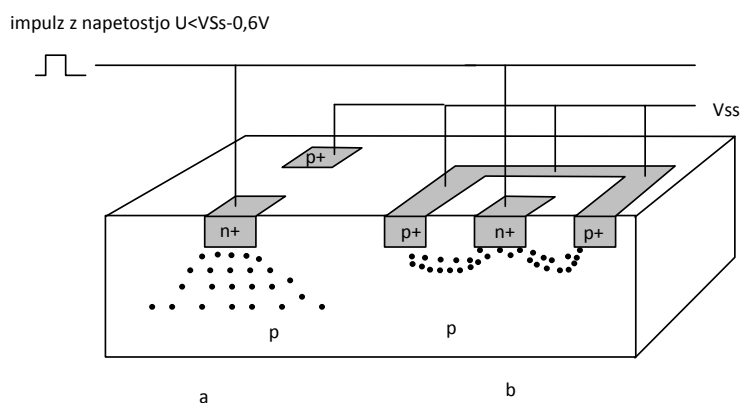 impulz z napetostjo U<VSs-0,6V
Vss
p+
n+
p+
n+
p+
p
p
a
b